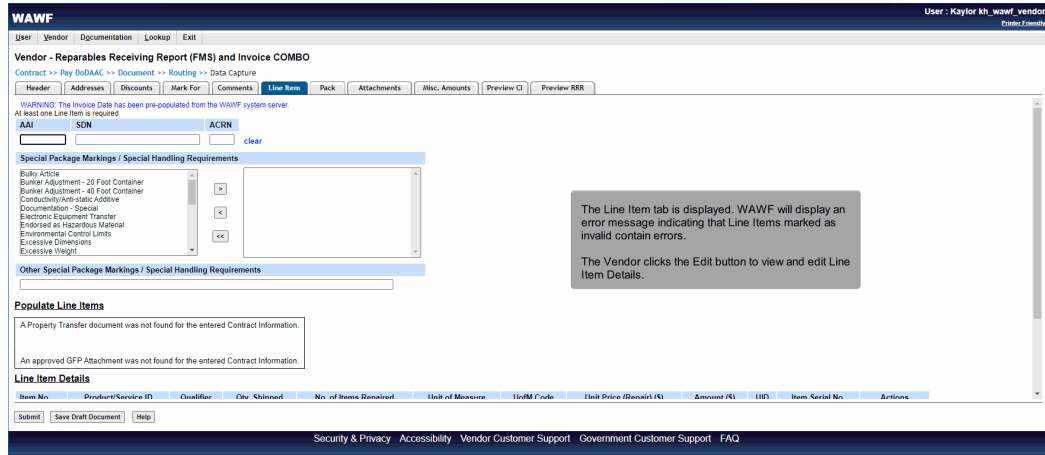 WAWF
User : Kaylor kh_wawf_vendor
Printer Friendly
User Vendor Documentation Lookup Exit
Vendor - Reparables Receiving Report (FMS) and Invoice COMBO
Contract >> Pay DoDAAC >> Document >> Routing >> Data Capture
Header Addresses Discounts Mark For Comments Line Item Pack Attachments Misc. Amounts Preview CI Preview RRR
WARNING: The Invoice Date has been pre-populated from the WAWF system server.
At least one Line Item is required
AAI SDN ACRN
clear
Special Package Markings / Special Handling Requirements
Bulky Article
Bunker Adjustment - 20 Foot Container
Bunker Adjustment - 40 Foot Container
Conductivity/Anti-static Additive
Documentation - Special
Electronic Equipment Transfer
Endorsed as Hazardous Material
Environmental Control Limits
Excessive Dimensions
Excessive Weight
>
<
<<
The Line Item tab is displayed. WAWF will display an
error message indicating that Line Items marked as
invalid contain errors.
The Vendor clicks the Edit button to view and edit Line
Item Details.
Other Special Package Markings / Special Handling Requirements
Populate Line Items
A Property Transfer document was not found for the entered Contract Information.
An approved GFP Attachment was not found for the entered Contract Information.
Line Item Details
Item No. Product/Service ID Qualifier Qty. Shipped No. of Items Repaired Unit of Measure UofM Code Unit Price (Repair) ($) Amount ($) UID Item Serial No. Actions
Submit Save Draft Document Help
Security & Privacy Accessibility Vendor Customer Support Government Customer Support FAQ